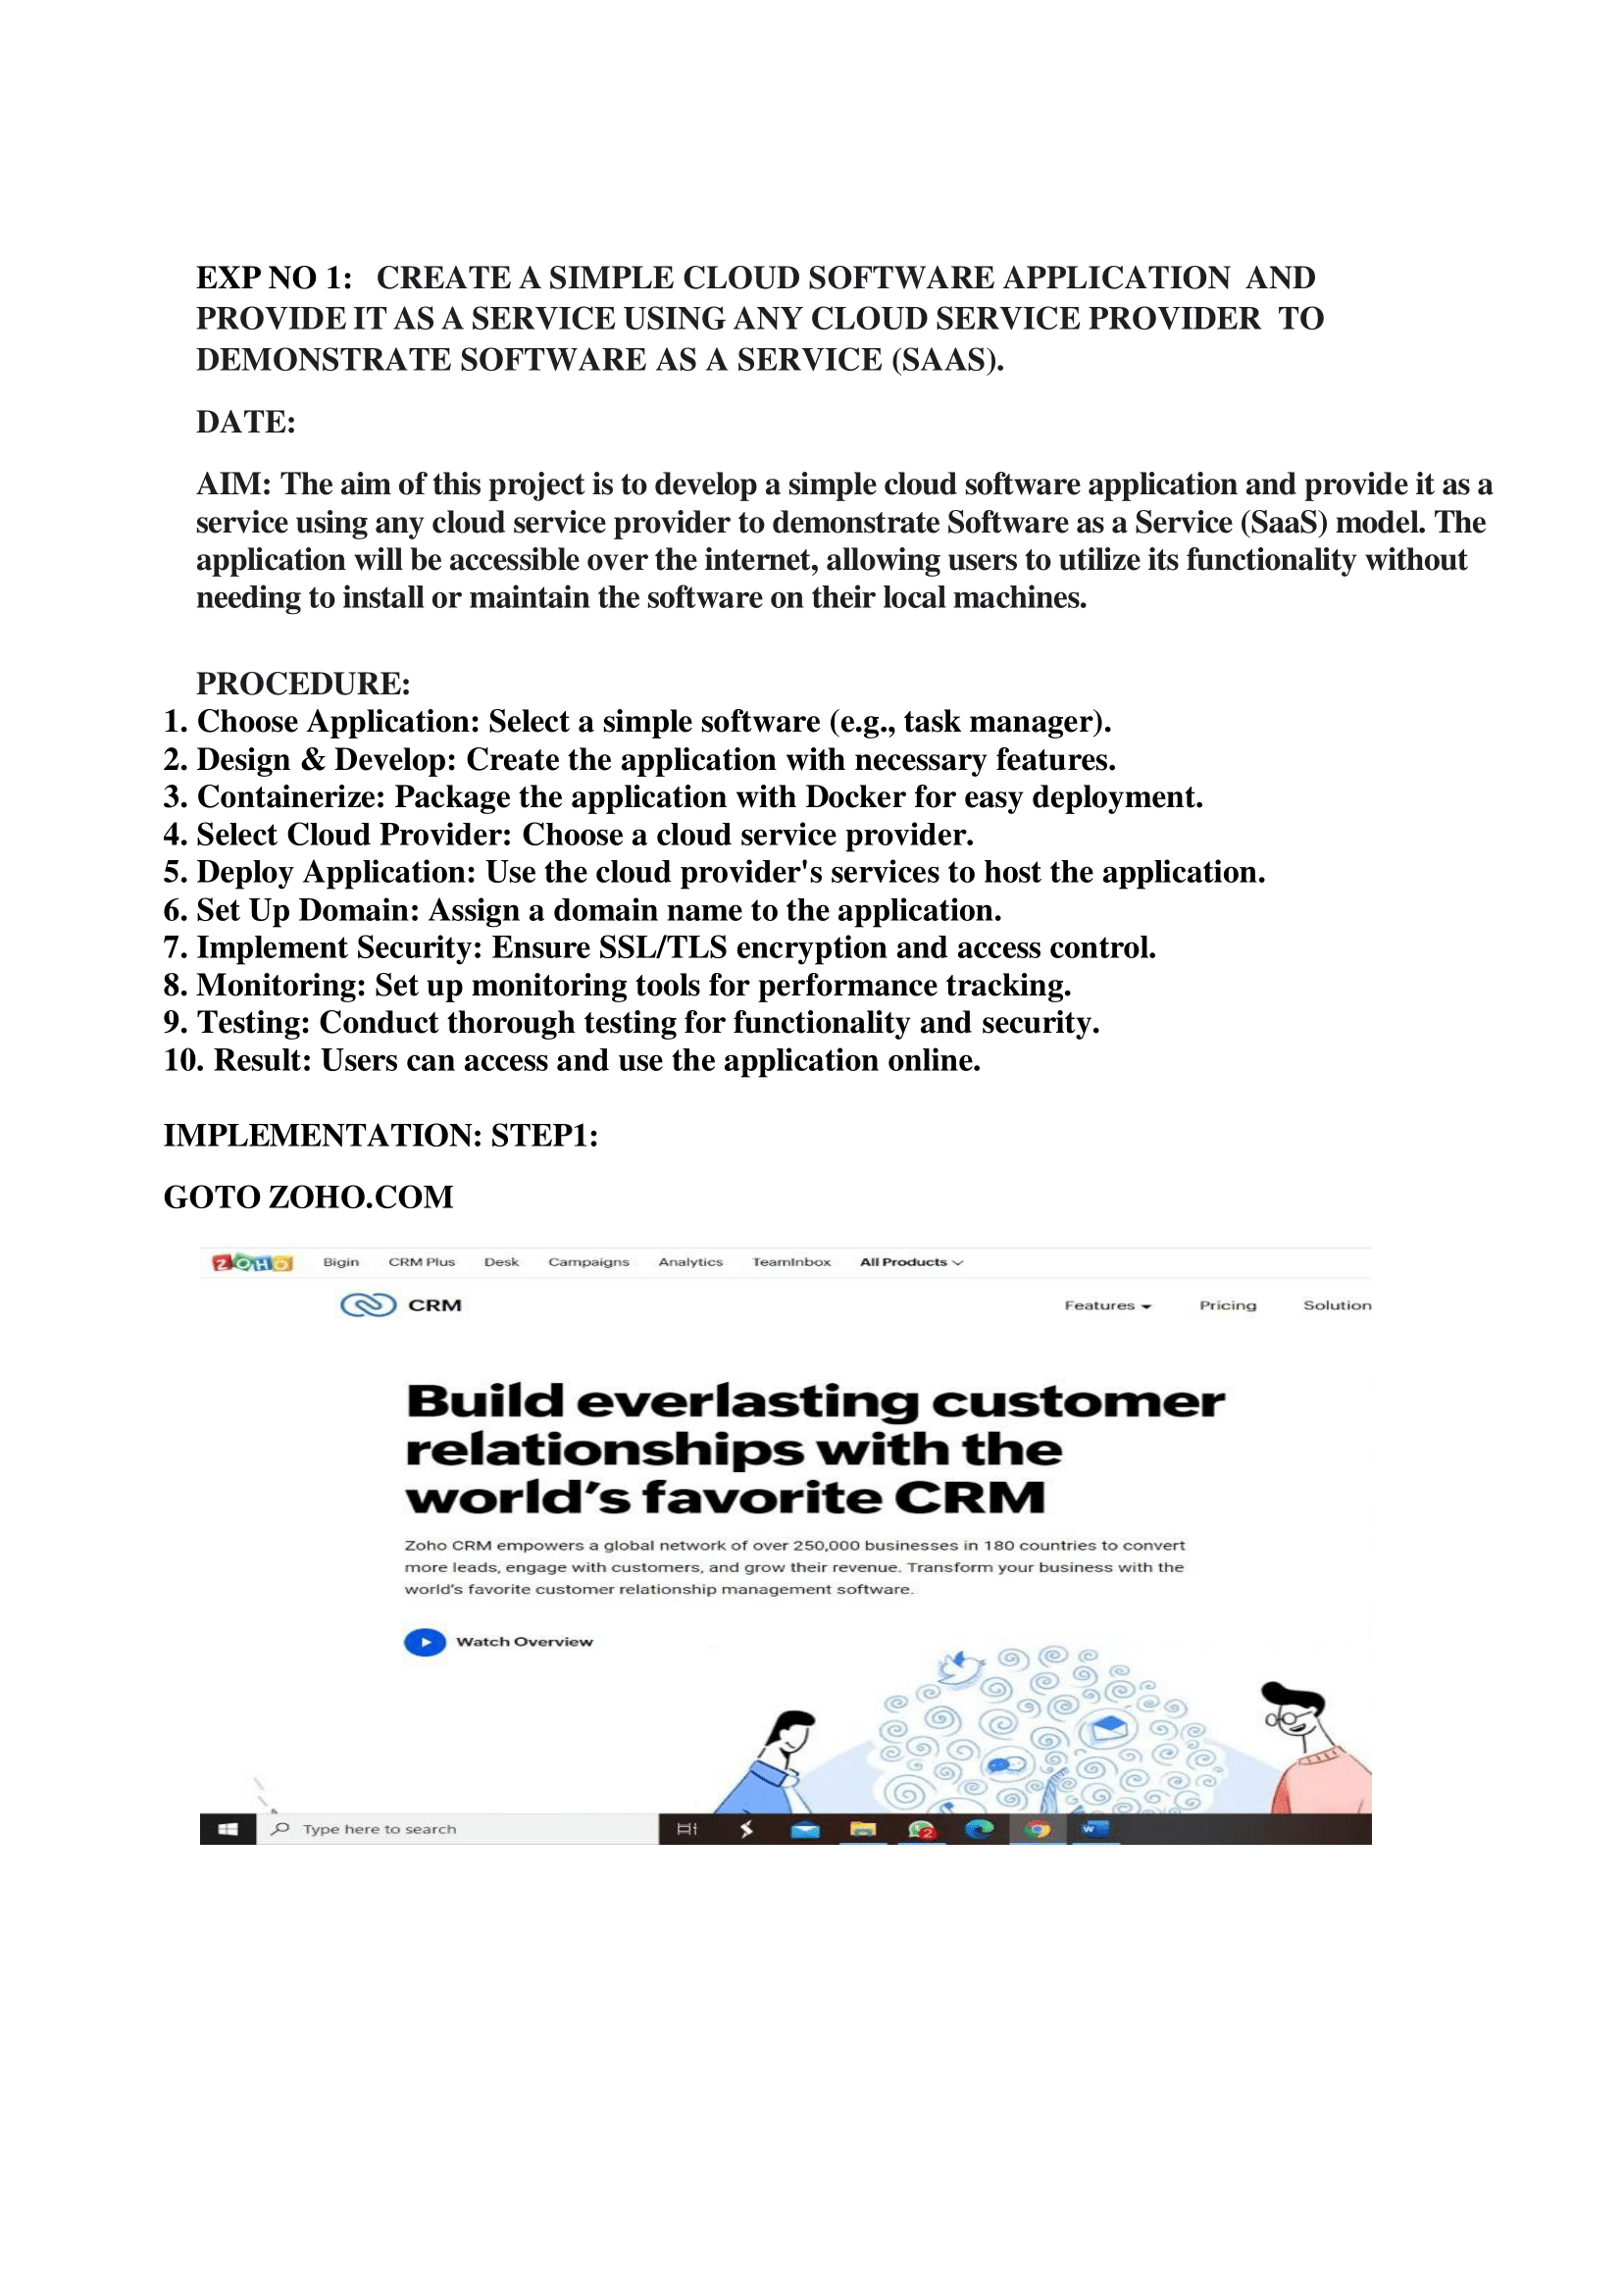 EXP NO 1: CREATE A SIMPLE CLOUD SOFTWARE APPLICATION AND
PROVIDE IT AS A SERVICE USING ANY CLOUD SERVICE PROVIDER TO
DEMONSTRATE SOFTWARE AS A SERVICE (SAAS).
DATE:
AIM: The aim of this project is to develop a simple cloud software application and provide it as a
service using any cloud service provider to demonstrate Software as a Service (SaaS) model. The
application will be accessible over the internet, allowing users to utilize its functionality without
needing to install or maintain the software on their local machines.
PROCEDURE:
1. Choose Application: Select a simple software (e.g., task manager).
2. Design & Develop: Create the application with necessary features.
3. Containerize: Package the application with Docker for easy deployment.
4. Select Cloud Provider: Choose a cloud service provider.
5. Deploy Application: Use the cloud provider's services to host the application.
6. Set Up Domain: Assign a domain name to the application.
7. Implement Security: Ensure SSL/TLS encryption and access control.
8. Monitoring: Set up monitoring tools for performance tracking.
9. Testing: Conduct thorough testing for functionality and security.
10. Result: Users can access and use the application online.
IMPLEMENTATION: STEP1:
GOTO ZOHO.COM
ZOHO Bigin CRM Plus Desk Campaigns Analytics TeamInbox All Products
CRM Features Pricing Solution
Build everlasting customer
relationships with the
world's favorite CRM
Zoho CRM empowers a global network of over 250,000 businesses in 180 countries to convert
more leads, engage with customers, and grow their revenue. Transform your business with the
world's favorite customer relationship management software.
Watch Overview
Type here to search 2 W